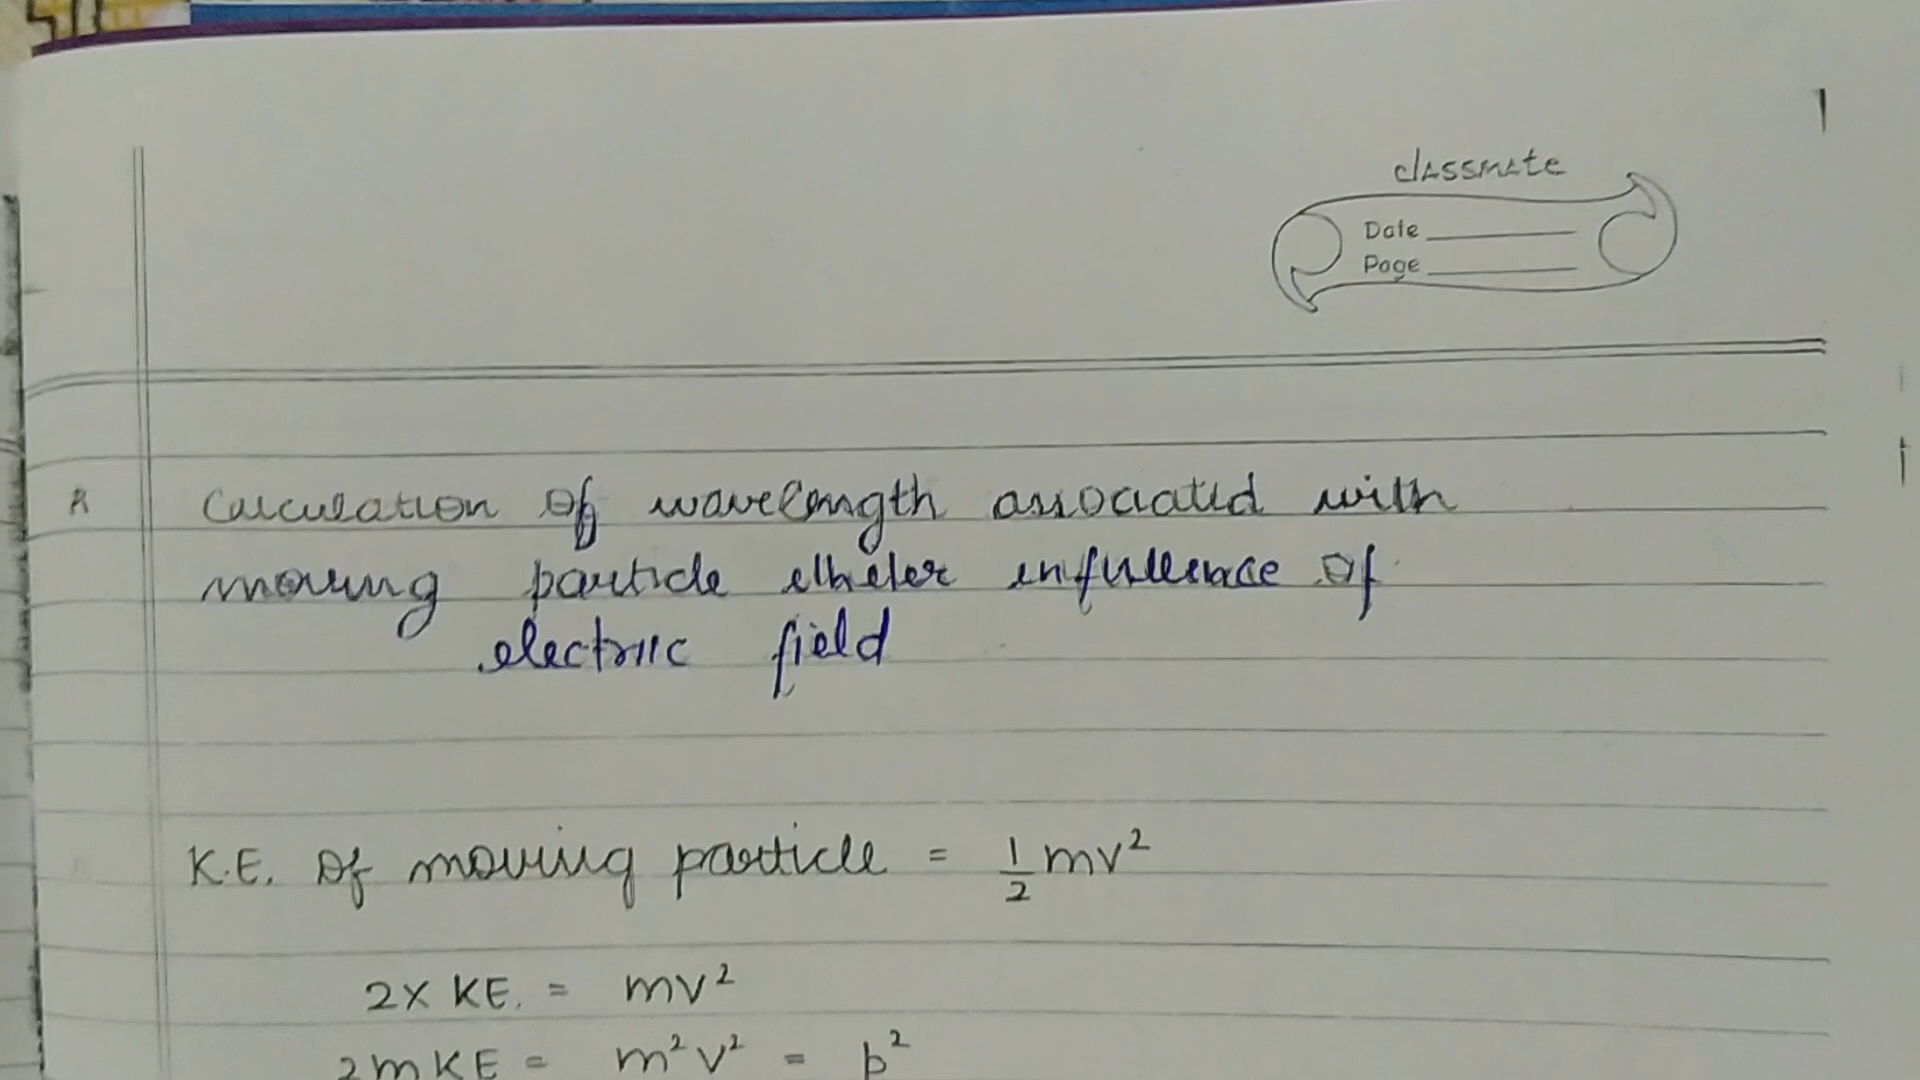 classmate
Date
Page
Calculation of wavelength associated with
moving particle under influence of
electric field
K.E. Of moving particle = 1/2 mv²
2 x KE. = mv²
2mKE = m²v² = p²